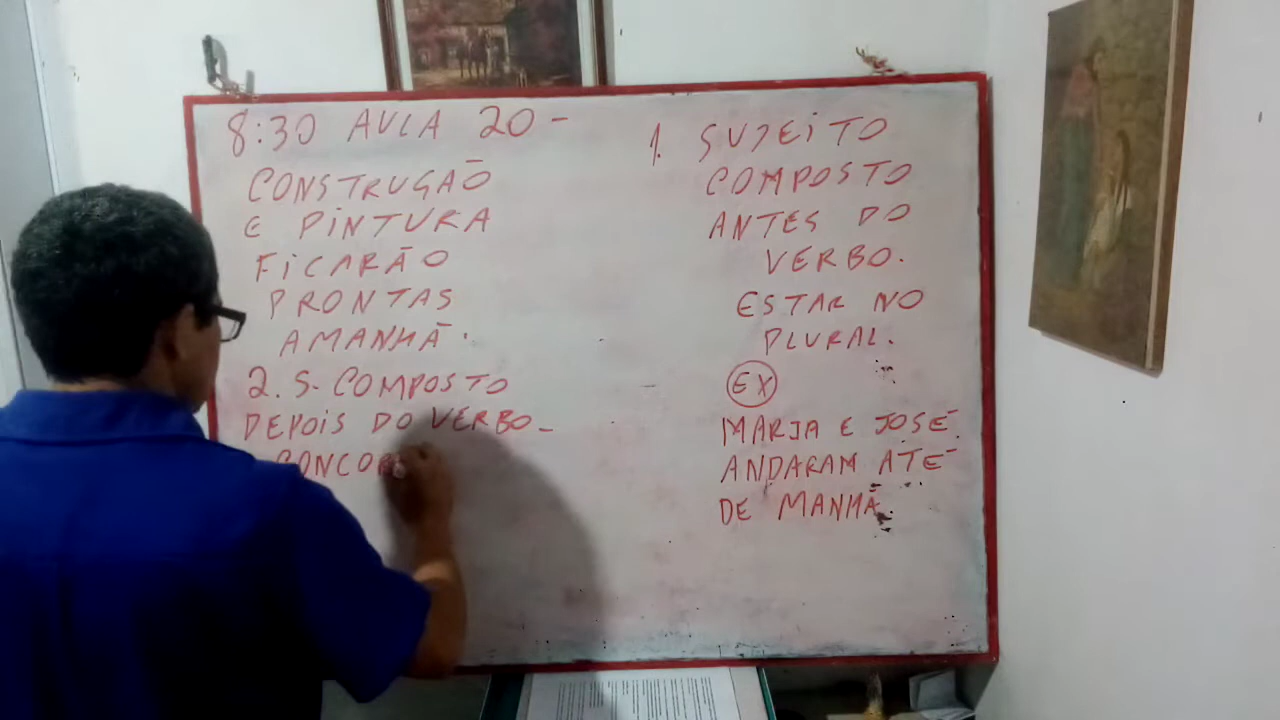 8:30 AULA 20 -
CONSTRUÇÃO
E PINTURA
FICARÃO
PRONTAS
AMANHÃ.
2. S. COMPOSTO
DEPOIS DO VERBO -
1. SUJEITO
COMPOSTO
ANTES DO
VERBO.
ESTAR NO
PLURAL.
EX
MARIA E JOSÉ
ANDARAM ATÉ
DE MANHÃ.